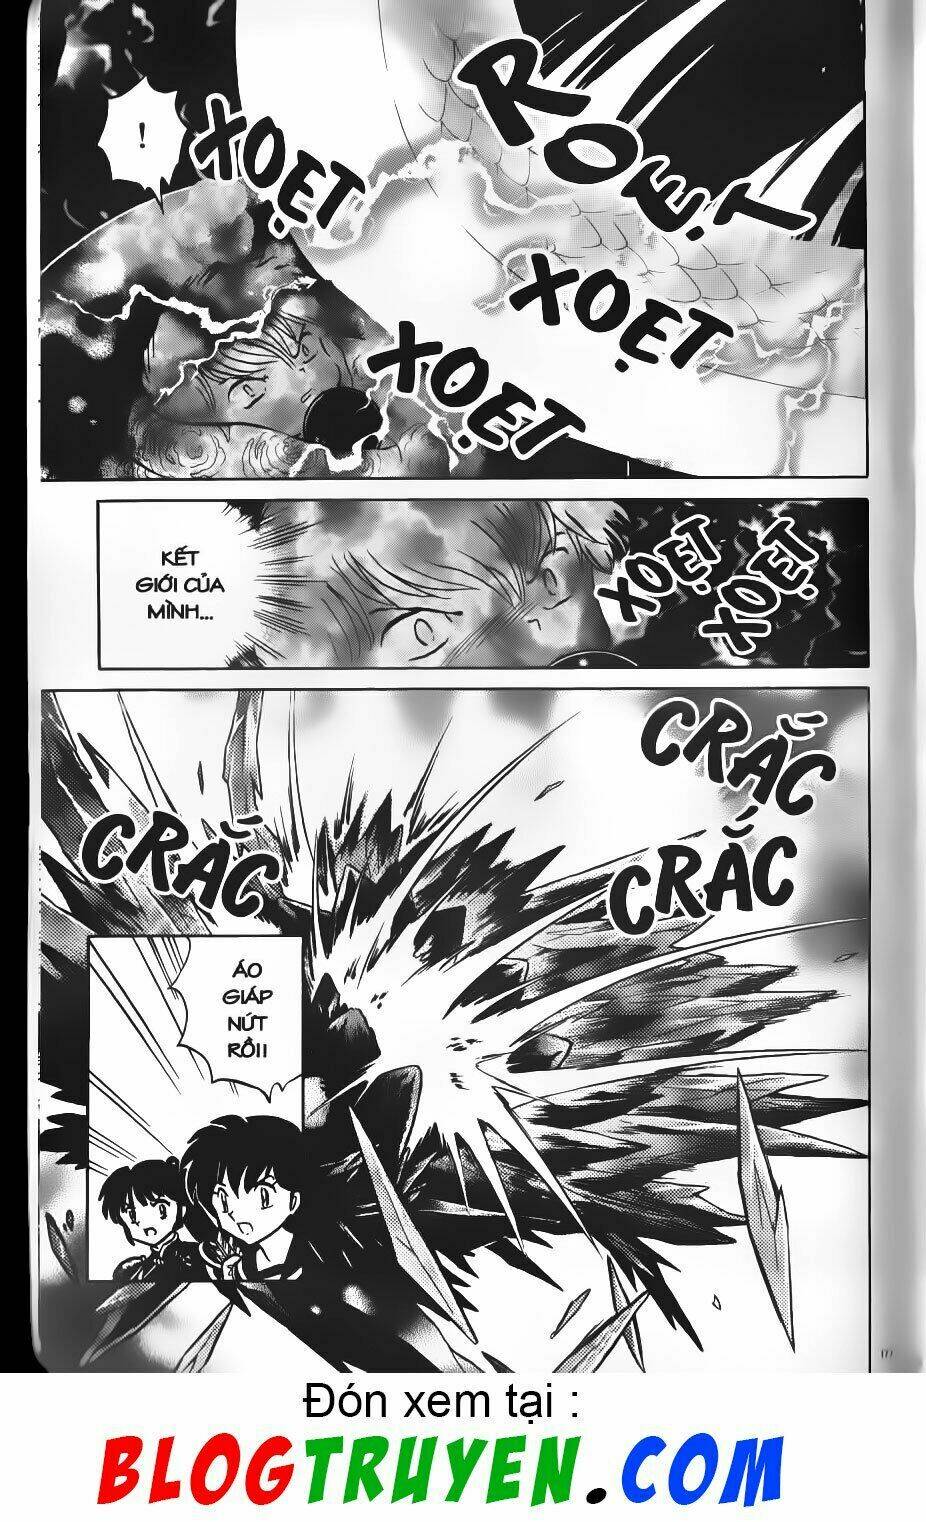 ROẸT
!
XOẸT
XOẸT
XOẸT
KẾT
GIỚI CỦA
MÌNH...
XOẸT
XOẸT
CRẮC
CRẮC
CRẮC
ÁO
GIÁP
NỨT
RỒI!
Đón xem tại :
BLOGTRUYEN.COM